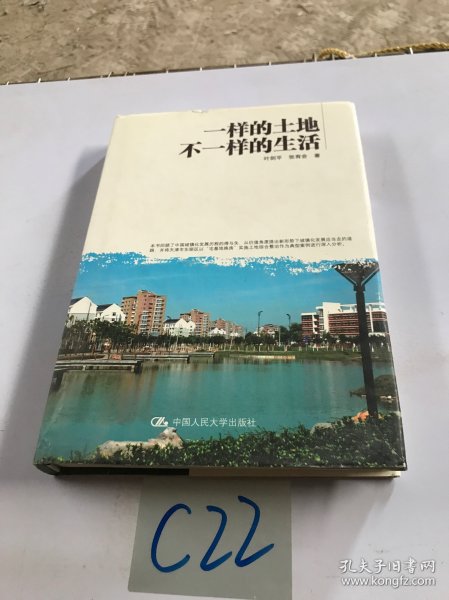 一样的土地
不一样的生活
叶剑平 张有会 著
中国人民大学出版社
C22
孔夫子旧书网
www.kongfz.com